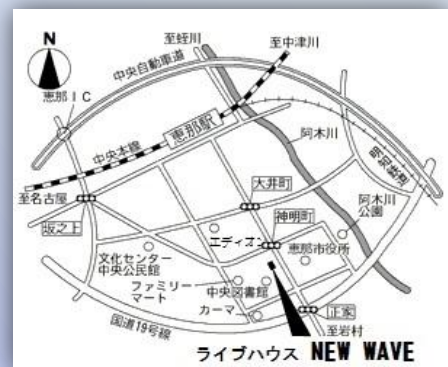 N
至蛭川
至中津川
中央自動車道
恵那IC
恵那駅
中央本線
阿木川
明知鉄道
至名古屋
大井町
坂之上
神明町
阿木川
公園
エディオン
文化センター
中央公民館
恵那市役所
ファミリー
マート
中央図書館
カーマ
正家
国道19号線
至岩村
ライブハウス NEW WAVE